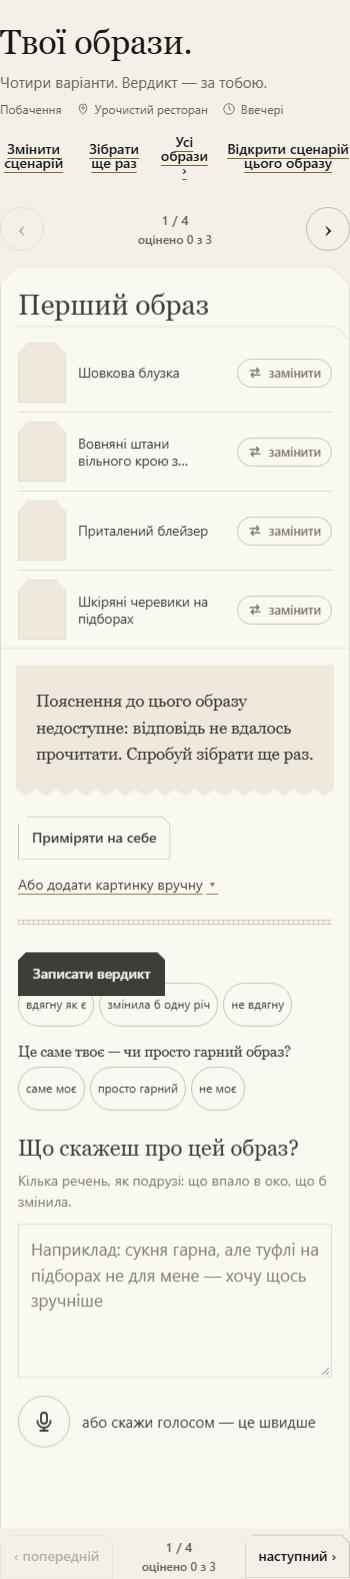 Твої образи.
Чотири варіанти. Вердикт — за тобою.
Побачення Урочистий ресторан Ввечері
Змінити сценарій
Зібрати ще раз
Усі образи ›
Відкрити сценарій цього образу
‹ 1 / 4 ›
оцінено 0 з 3
Перший образ
Шовкова блузка ⇄ замінити
Вовняні штани
вільного крою з... ⇄ замінити
Приталений блейзер ⇄ замінити
Шкіряні черевики на
підборах ⇄ замінити
Пояснення до цього образу
недоступне: відповідь не вдалось
прочитати. Спробуй зібрати ще раз.
Приміряти на себе
Або додати картинку вручну ▾
Записати вердикт
вдягну як є змінила б одну річ не вдягну
Це саме твоє — чи просто гарний образ?
саме моє просто гарний не моє
Що скажеш про цей образ?
Кілька речень, як подрузі: що впало в око, що б
змінила.
Наприклад: сукня гарна, але туфлі на
підборах не для мене — хочу щось
зручніше
або скажи голосом — це швидше
‹ попередній 1 / 4 наступний ›
оцінено 0 з 3